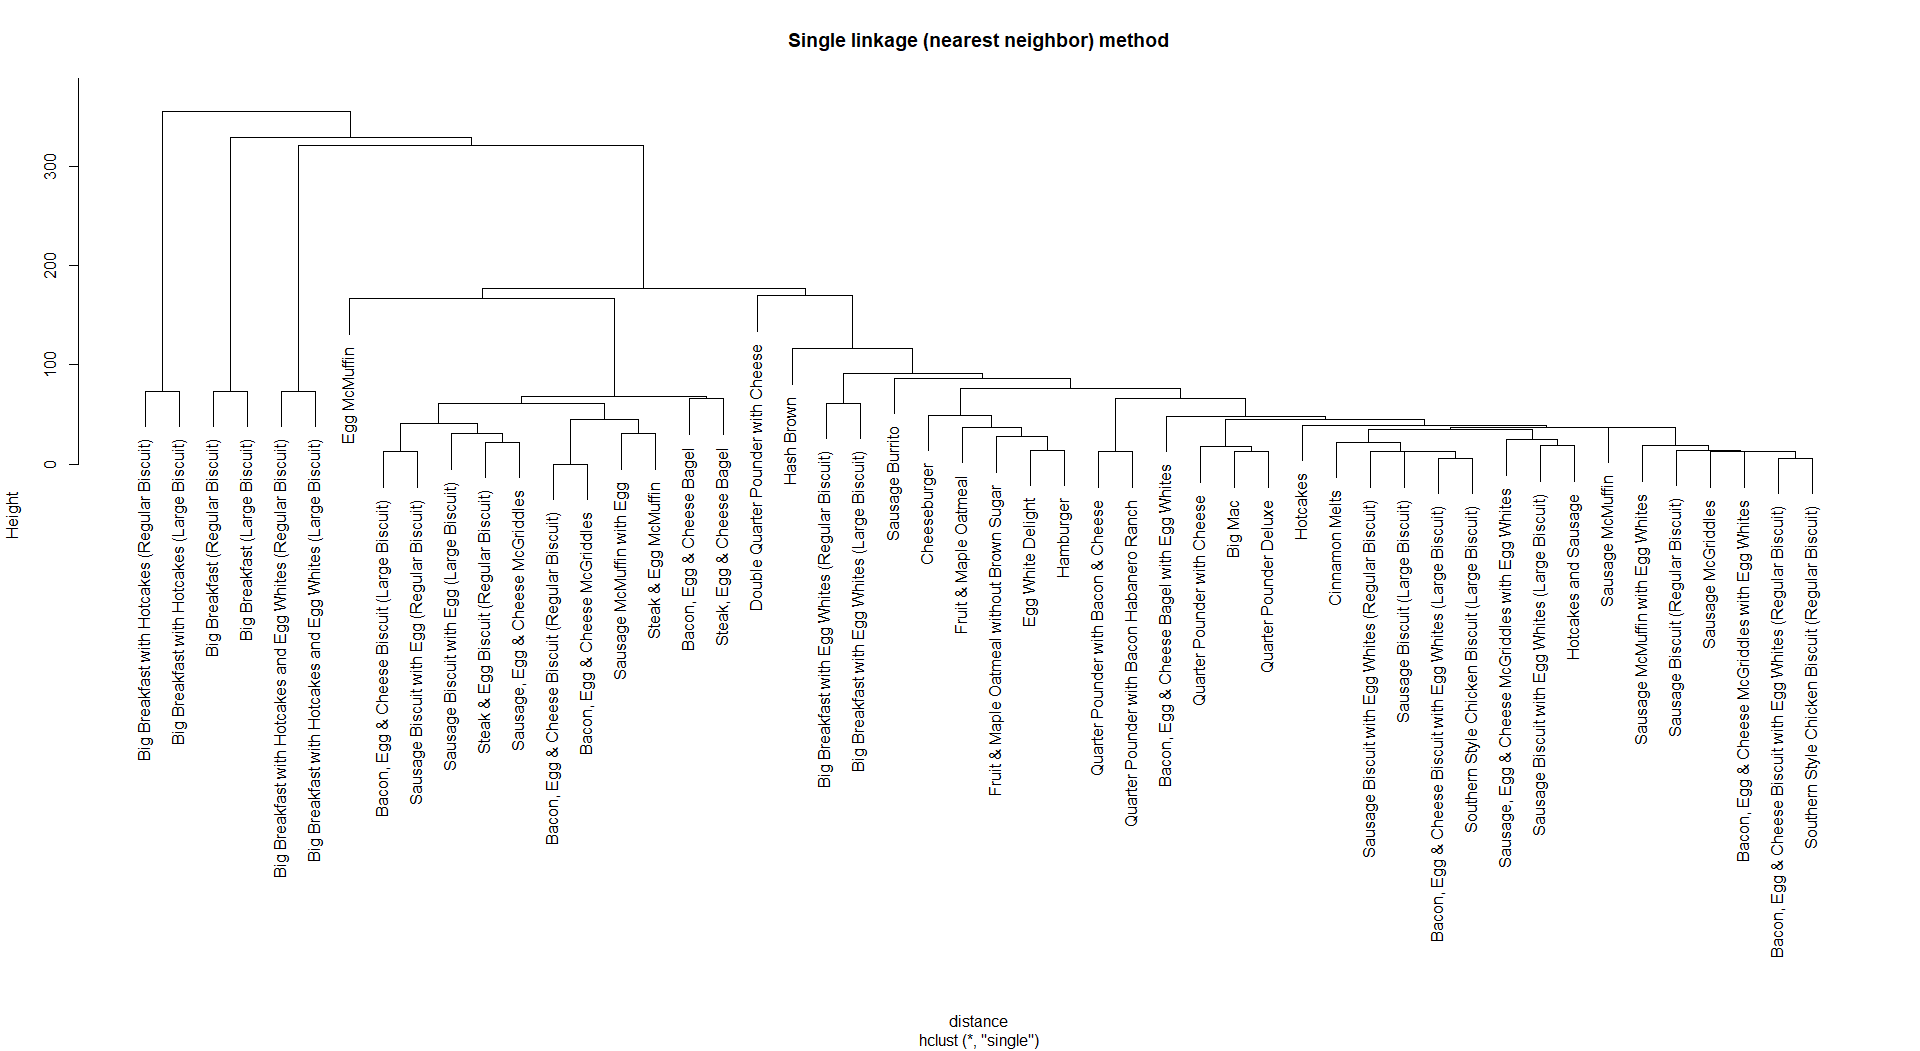 Single linkage (nearest neighbor) method
Height
0
100
200
300
Big Breakfast with Hotcakes (Regular Biscuit)
Big Breakfast with Hotcakes (Large Biscuit)
Big Breakfast (Regular Biscuit)
Big Breakfast (Large Biscuit)
Big Breakfast with Hotcakes and Egg Whites (Regular Biscuit)
Big Breakfast with Hotcakes and Egg Whites (Large Biscuit)
Egg McMuffin
Bacon, Egg & Cheese Biscuit (Large Biscuit)
Sausage Biscuit with Egg (Regular Biscuit)
Sausage Biscuit with Egg (Large Biscuit)
Steak & Egg Biscuit (Regular Biscuit)
Sausage, Egg & Cheese McGriddles
Bacon, Egg & Cheese Biscuit (Regular Biscuit)
Bacon, Egg & Cheese McGriddles
Sausage McMuffin with Egg
Steak & Egg McMuffin
Bacon, Egg & Cheese Bagel
Steak, Egg & Cheese Bagel
Double Quarter Pounder with Cheese
Hash Brown
Big Breakfast with Egg Whites (Regular Biscuit)
Big Breakfast with Egg Whites (Large Biscuit)
Sausage Burrito
Cheeseburger
Fruit & Maple Oatmeal
Fruit & Maple Oatmeal without Brown Sugar
Egg White Delight
Hamburger
Quarter Pounder with Bacon & Cheese
Quarter Pounder with Bacon Habanero Ranch
Bacon, Egg & Cheese Bagel with Egg Whites
Quarter Pounder with Cheese
Big Mac
Quarter Pounder Deluxe
Hotcakes
Cinnamon Melts
Sausage Biscuit with Egg Whites (Regular Biscuit)
Sausage Biscuit (Large Biscuit)
Bacon, Egg & Cheese Biscuit with Egg Whites (Large Biscuit)
Southern Style Chicken Biscuit (Large Biscuit)
Sausage, Egg & Cheese McGriddles with Egg Whites
Sausage Biscuit with Egg Whites (Large Biscuit)
Hotcakes and Sausage
Sausage McMuffin
Sausage McMuffin with Egg Whites
Sausage Biscuit (Regular Biscuit)
Sausage McGriddles
Bacon, Egg & Cheese McGriddles with Egg Whites
Bacon, Egg & Cheese Biscuit with Egg Whites (Regular Biscuit)
Southern Style Chicken Biscuit (Regular Biscuit)
distance
hclust (*, "single")